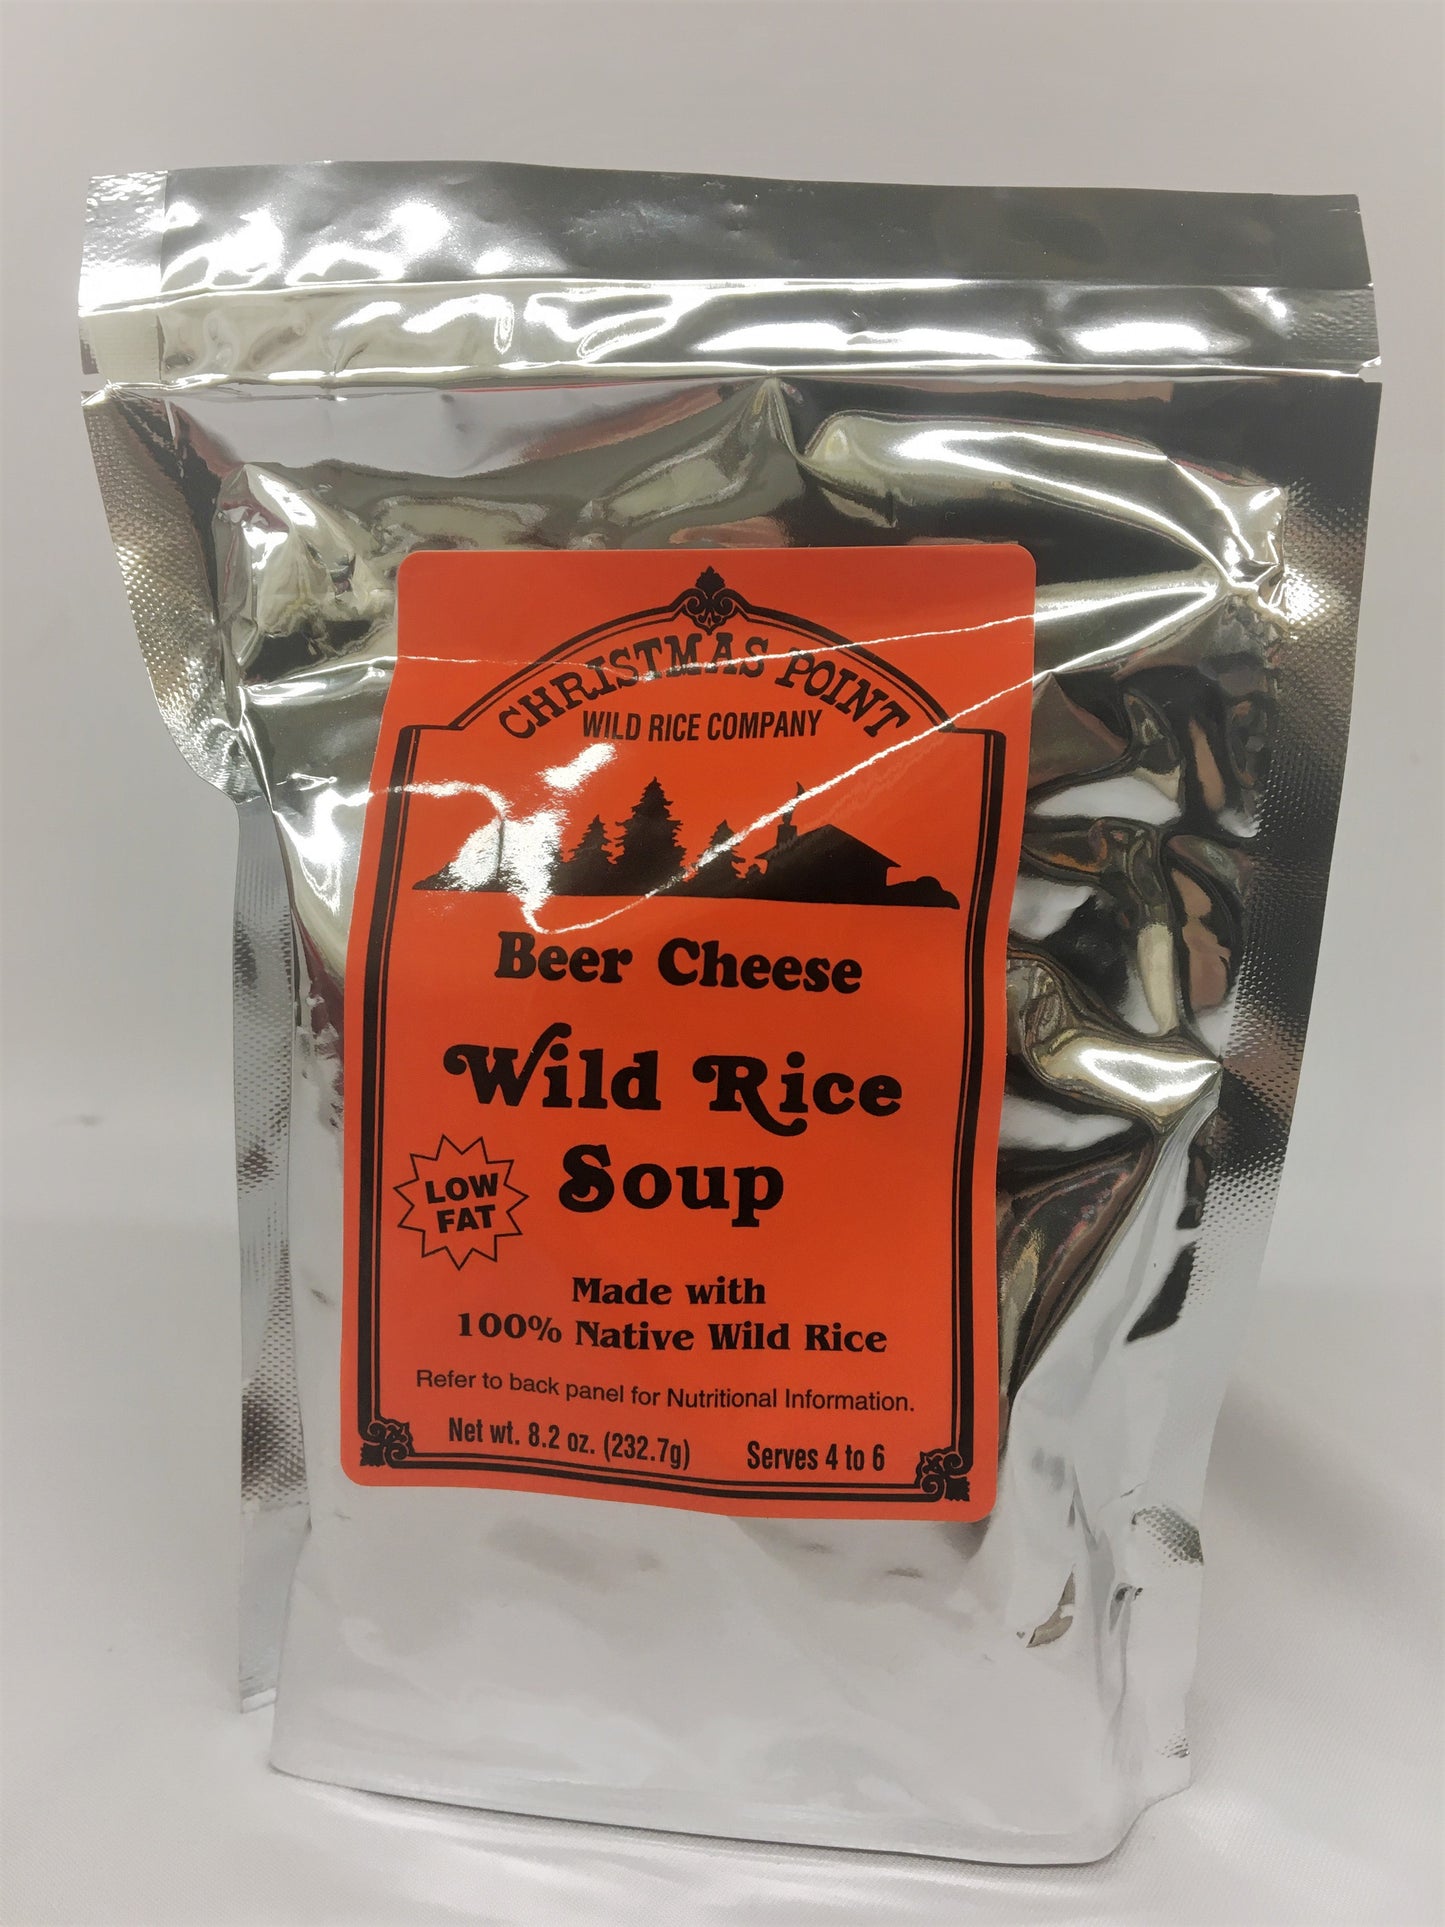 CHRISTMAS POINT
WILD RICE COMPANY
Beer Cheese
Wild Rice
Soup
LOW
FAT
Made with
100% Native Wild Rice
Refer to back panel for Nutritional Information.
Net wt. 8.2 oz. (232.7g) Serves 4 to 6